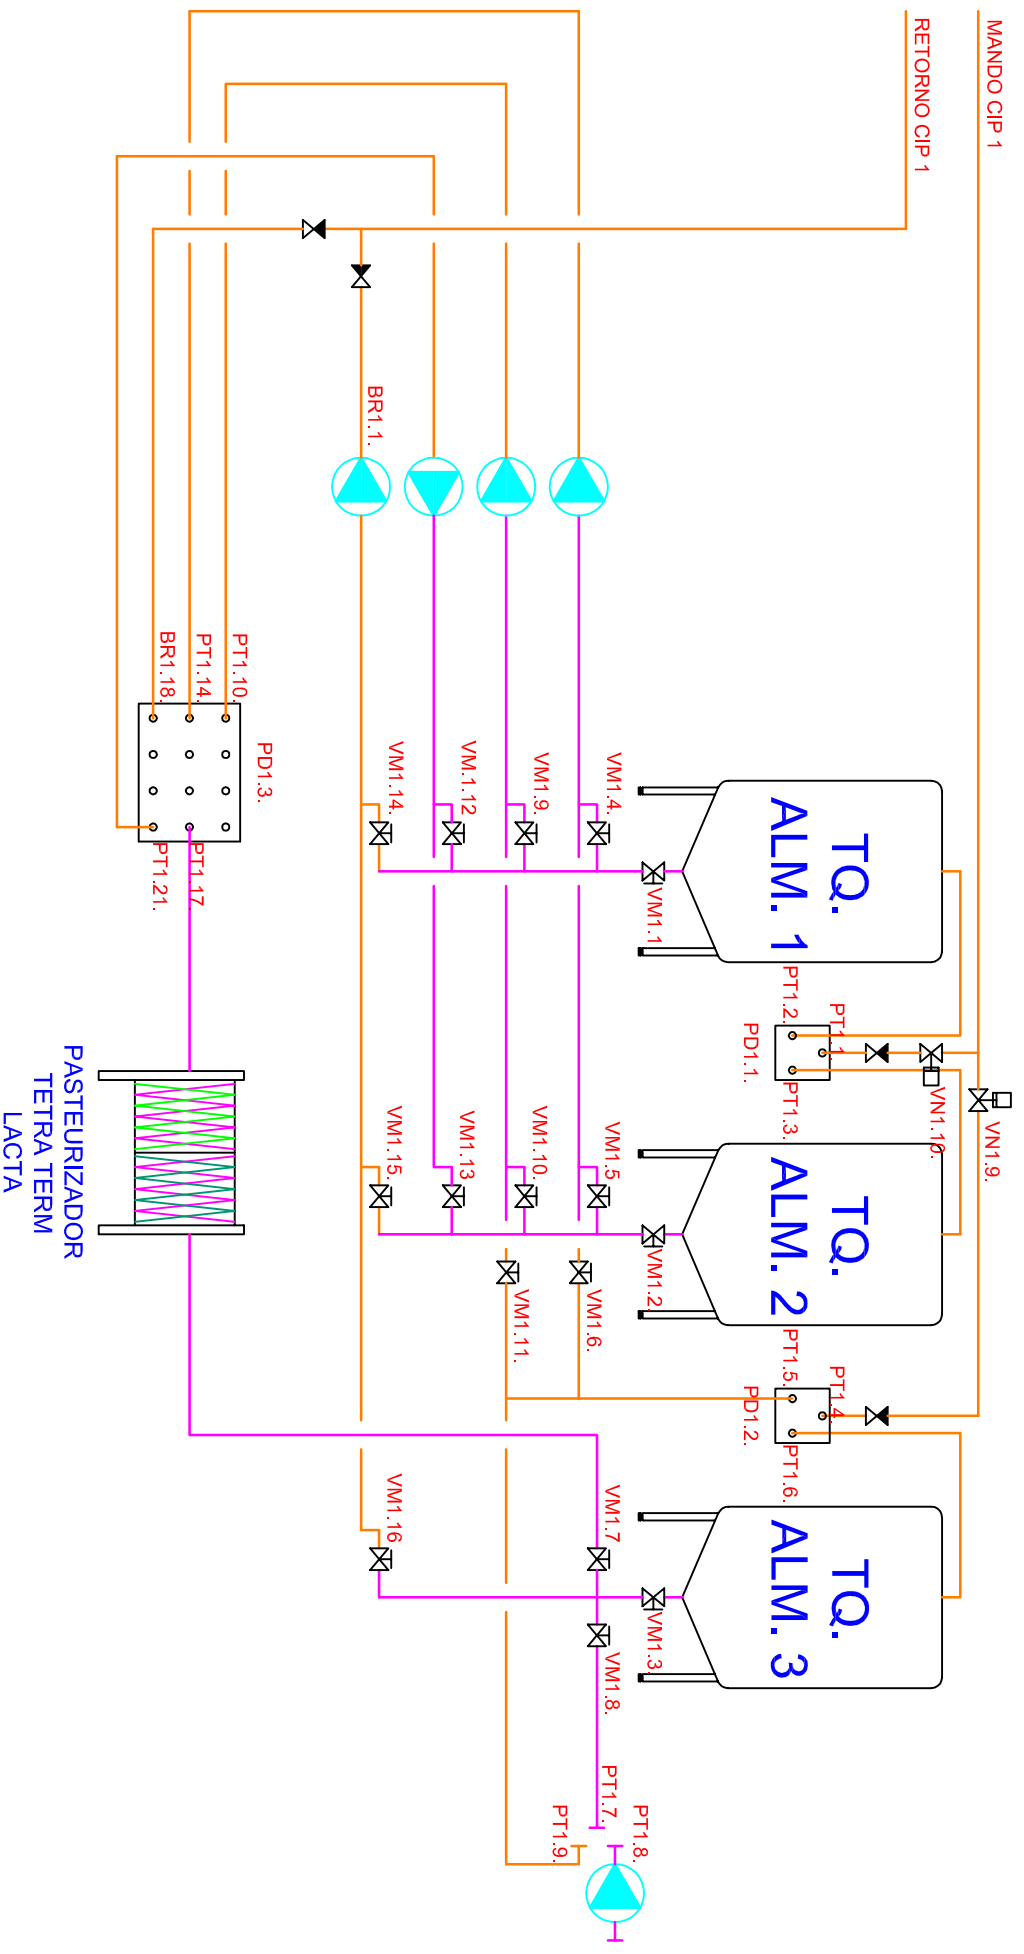 MANDO CIP 1
RETORNO CIP 1
VN1.9.
VN1.10.
TQ.
ALM. 1
TQ.
ALM. 2
TQ.
ALM. 3
PT1.1.
PT1.2.
PT1.3.
PD1.1.
PT1.4.
PT1.5.
PT1.6.
PD1.2.
VM1.1
VM1.2.
VM1.3.
VM1.4.
VM1.5
VM1.6.
VM1.7
VM1.8.
PT1.7.
PT1.8.
PT1.9.
VM1.9.
VM1.10.
VM1.11.
VM.1.12
VM1.13
VM1.14.
VM1.15.
VM1.16
BR1.1.
PD1.3.
PT1.10.
PT1.14.
BR1.18.
PT1.17.
PT1.21.
PASTEURIZADOR
TETRA TERM
LACTA